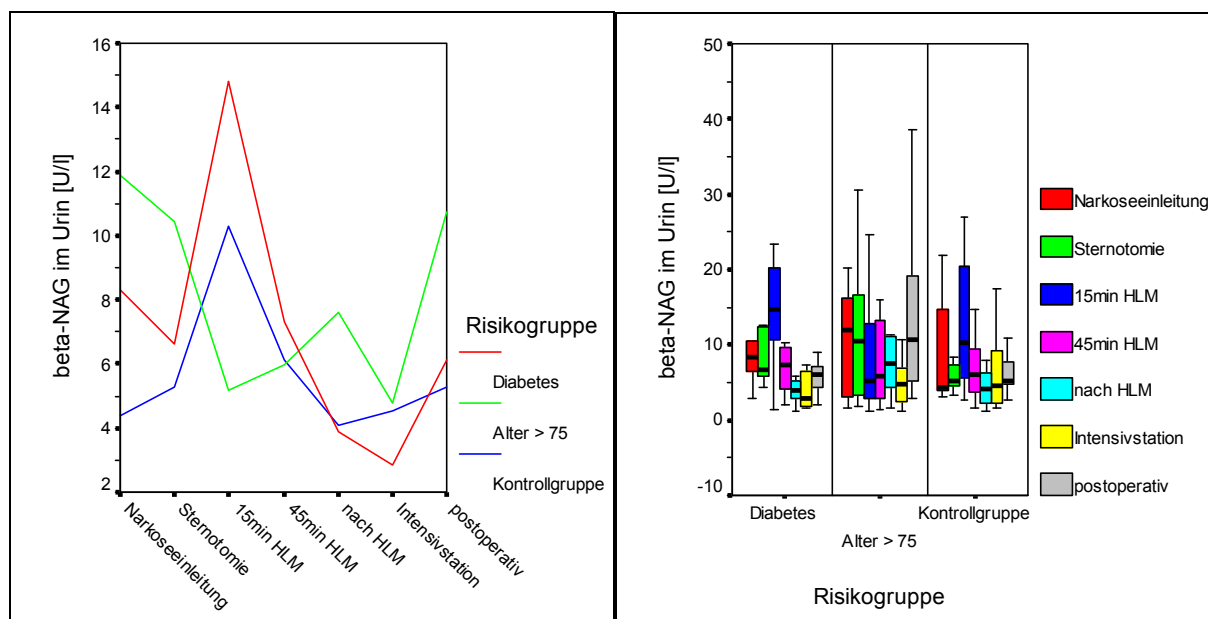 16
14
12
10
8
6
4
2
beta-NAG im Urin [U/l]
Narkoseeinleitung
Sternotomie
15min HLM
45min HLM
nach HLM
Intensivstation
postoperativ
Risikogruppe
Diabetes
Alter > 75
Kontrollgruppe
50
40
30
20
10
0
-10
beta-NAG im Urin [U/l]
Diabetes
Alter > 75
Kontrollgruppe
Risikogruppe
Narkoseeinleitung
Sternotomie
15min HLM
45min HLM
nach HLM
Intensivstation
postoperativ